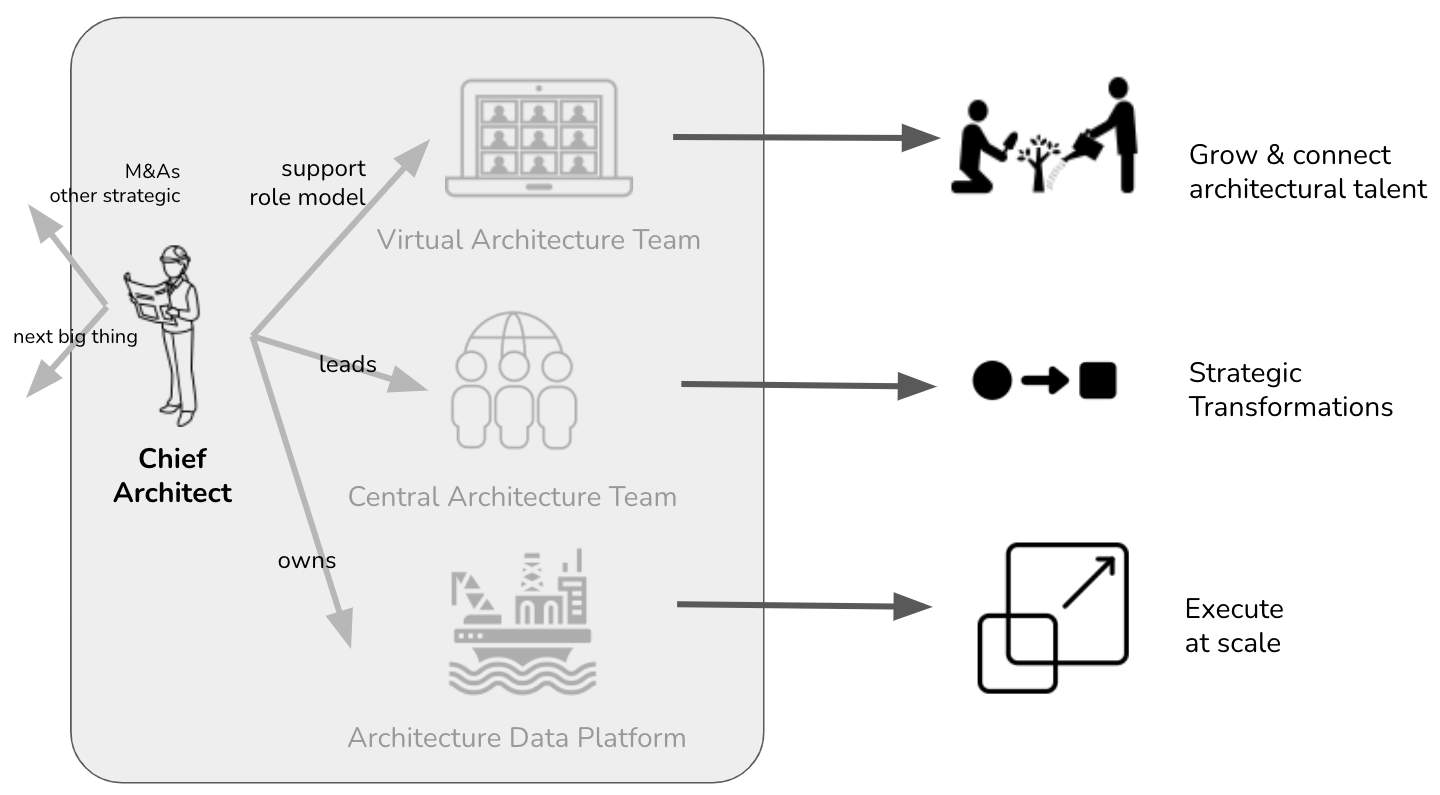 M&As
other strategic
next big thing
Chief
Architect
support
role model
leads
owns
Virtual Architecture Team
Central Architecture Team
Architecture Data Platform
Grow & connect
architectural talent
Strategic
Transformations
Execute
at scale